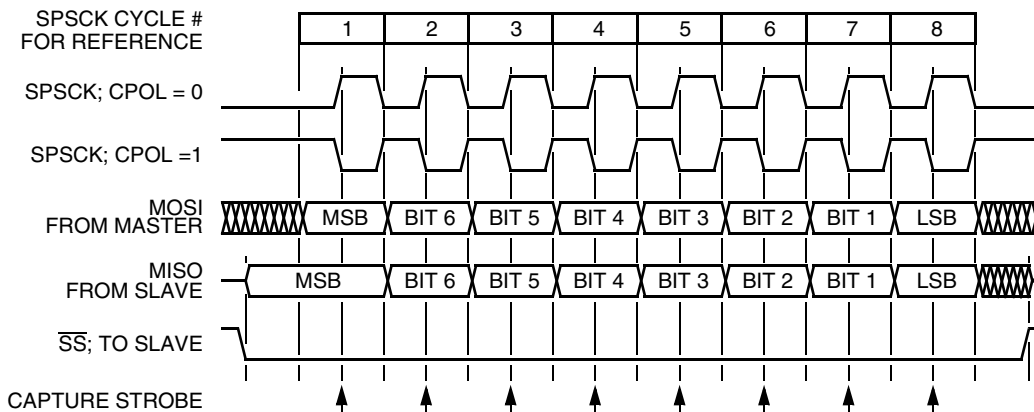 SPSCK CYCLE #
FOR REFERENCE
1 2 3 4 5 6 7 8
SPSCK; CPOL = 0
SPSCK; CPOL =1
MOSI
FROM MASTER
MSB BIT 6 BIT 5 BIT 4 BIT 3 BIT 2 BIT 1 LSB
MISO
FROM SLAVE
MSB BIT 6 BIT 5 BIT 4 BIT 3 BIT 2 BIT 1 LSB
SS; TO SLAVE
CAPTURE STROBE